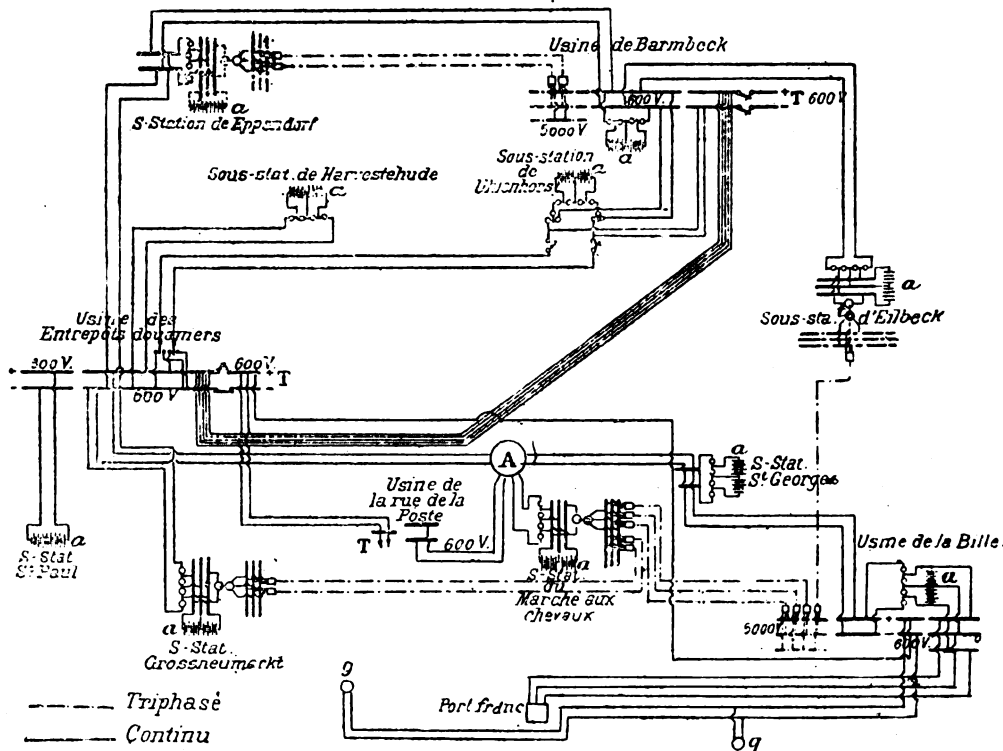 Usine de Barmbeck
a
S-Station de Eppendorf
5000 V
600 V.
+ T 600 V
a
Sous-station
de
a
Sous-stat. de Harvestehude
a
a
Sous-sta. d'Eilbeck
Usine des
Entrepôts douaniers
300 V.
600 V
600 V.
+ T
A
a
S-Stat.
St Georges
Usine de
la rue de la
Poste
T
600 V.
a
S-Stat.
St Paul
a
S-Stat.
du
Marché aux
chevaux
Usine de la Bille.
a
5000 V
600 V.
a
S-Stat.
Grossneumarkt
g
Port franc
g
Triphasé
Continu